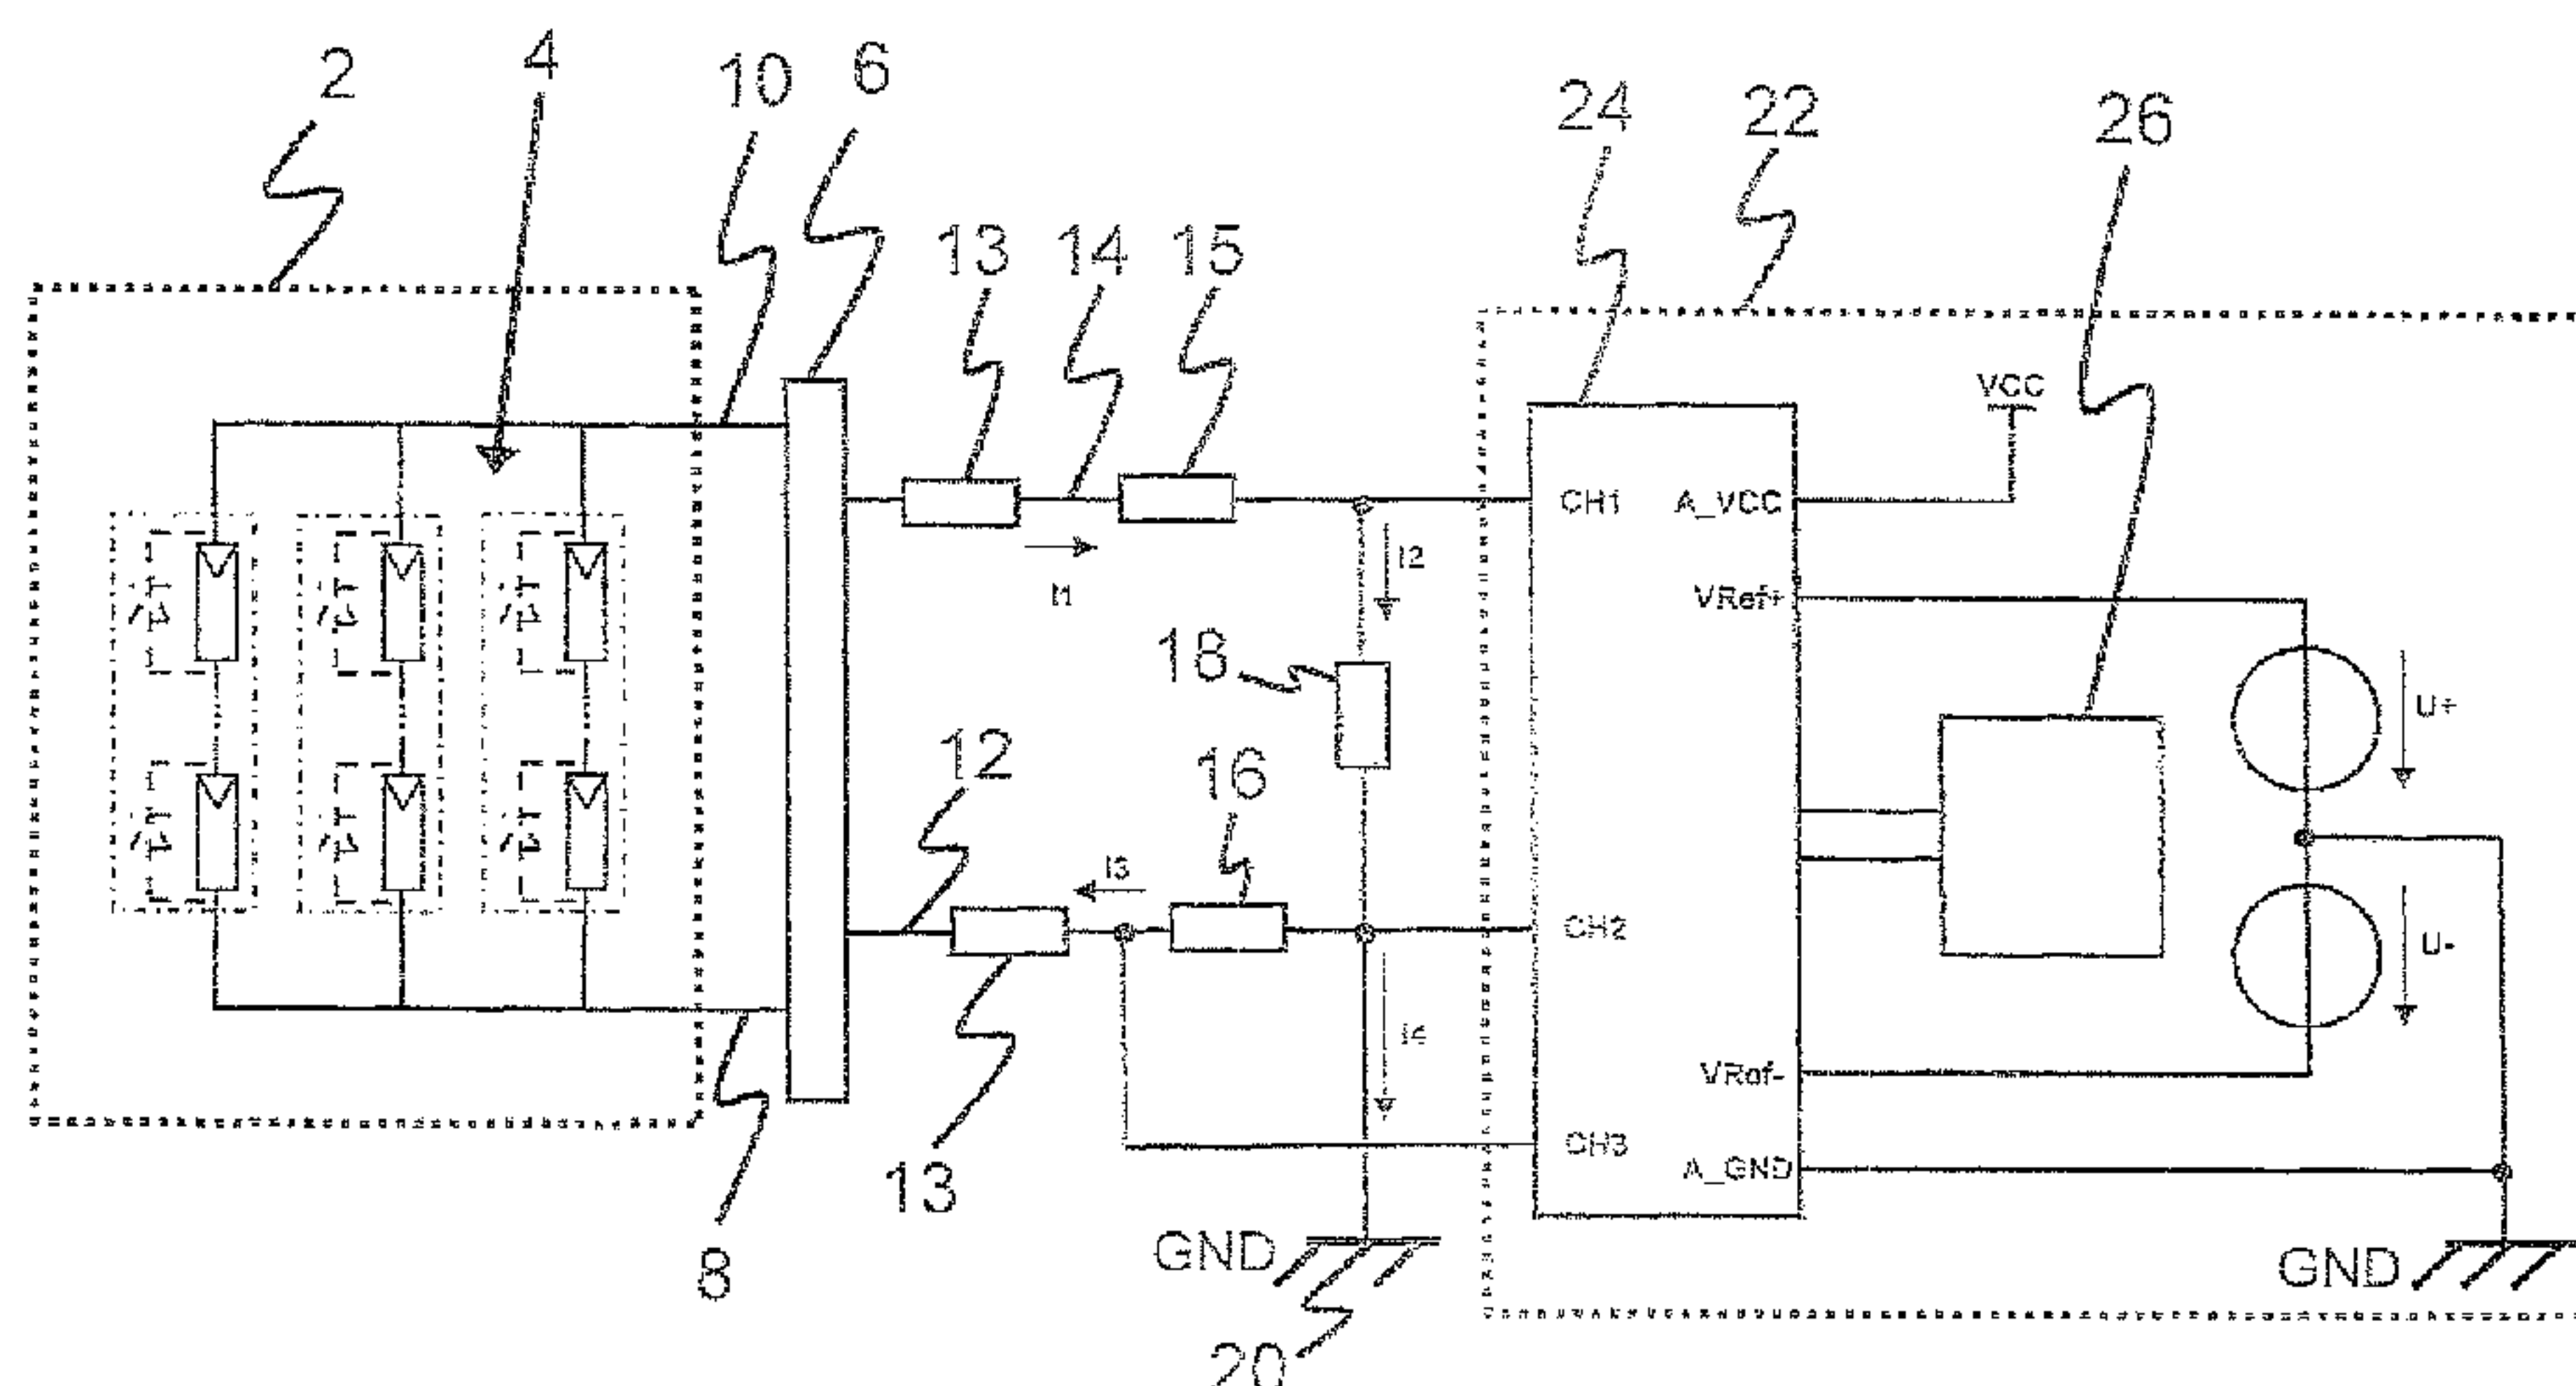 2
4
10
6
24
22
26
13
14
15
VCC
CH1
A_VCC
I1
I2
VRef+
18
U+
12
16
I3
CH2
U-
I4
VRef-
CH3
A_GND
13
8
GND
GND
20